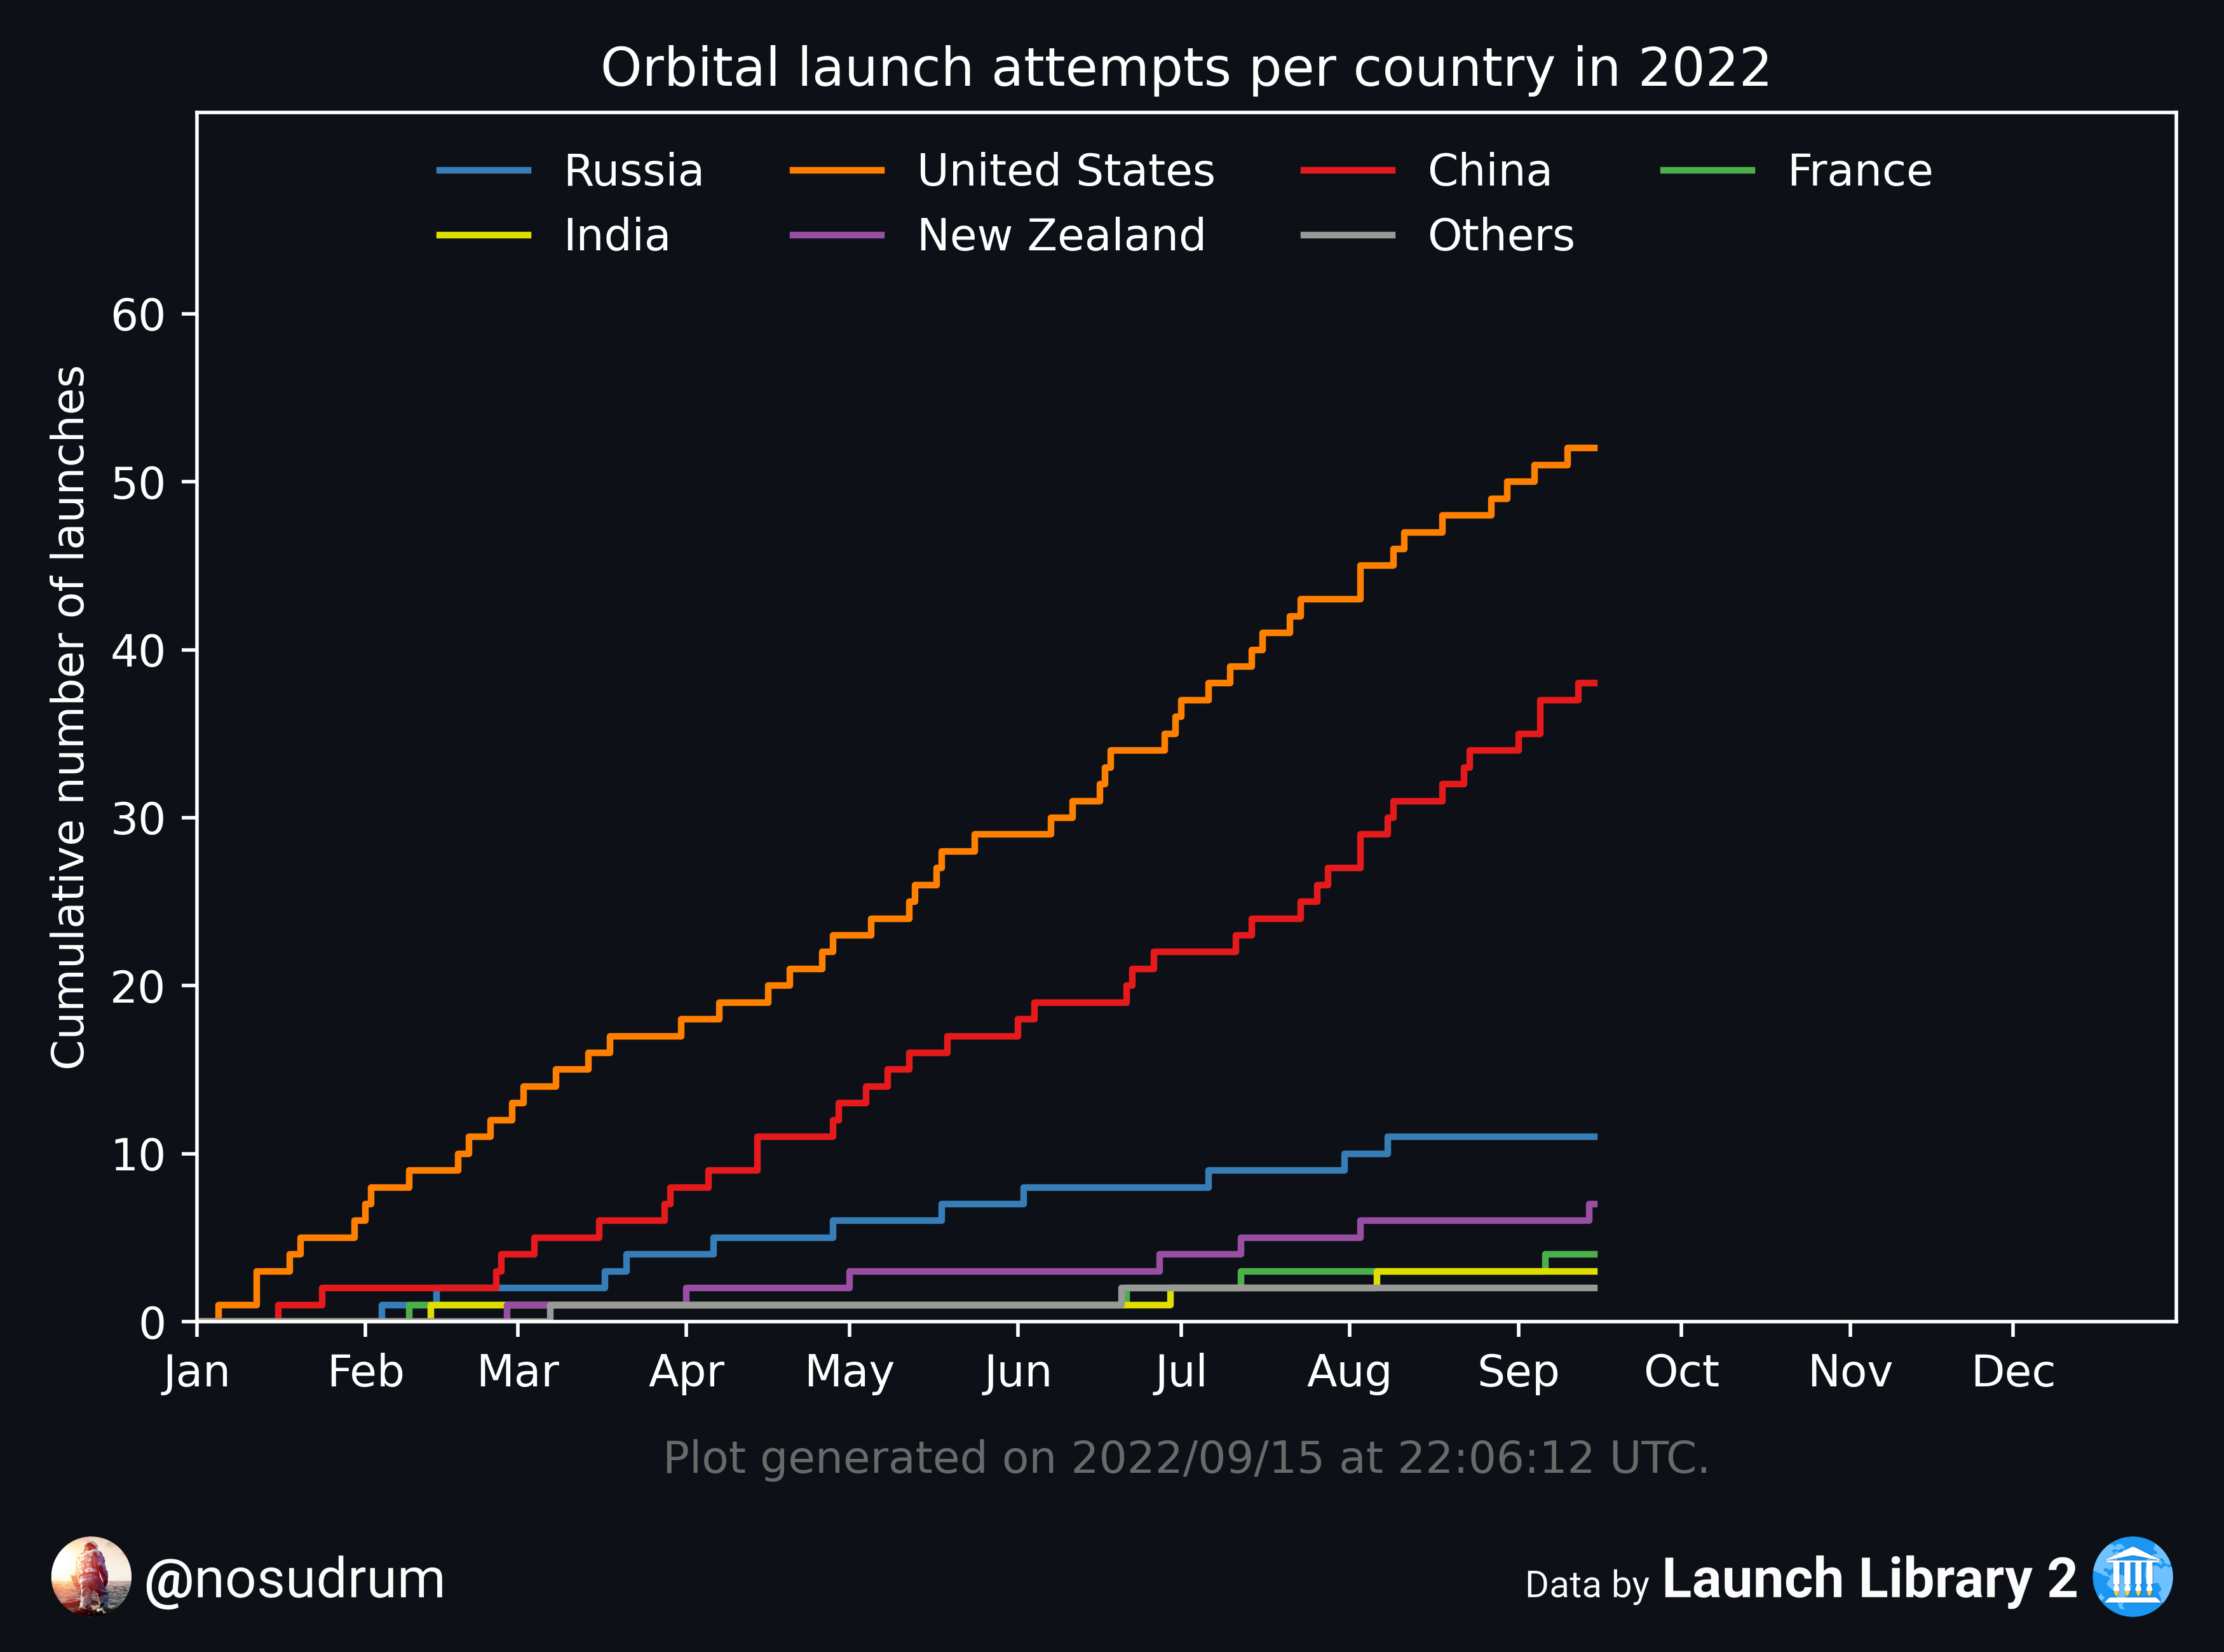 Orbital launch attempts per country in 2022
Russia United States China France
India New Zealand Others
Cumulative number of launches
60
50
40
30
20
10
0
Jan Feb Mar Apr May Jun Jul Aug Sep Oct Nov Dec
Plot generated on 2022/09/15 at 22:06:12 UTC.
@nosudrum
Data by Launch Library 2